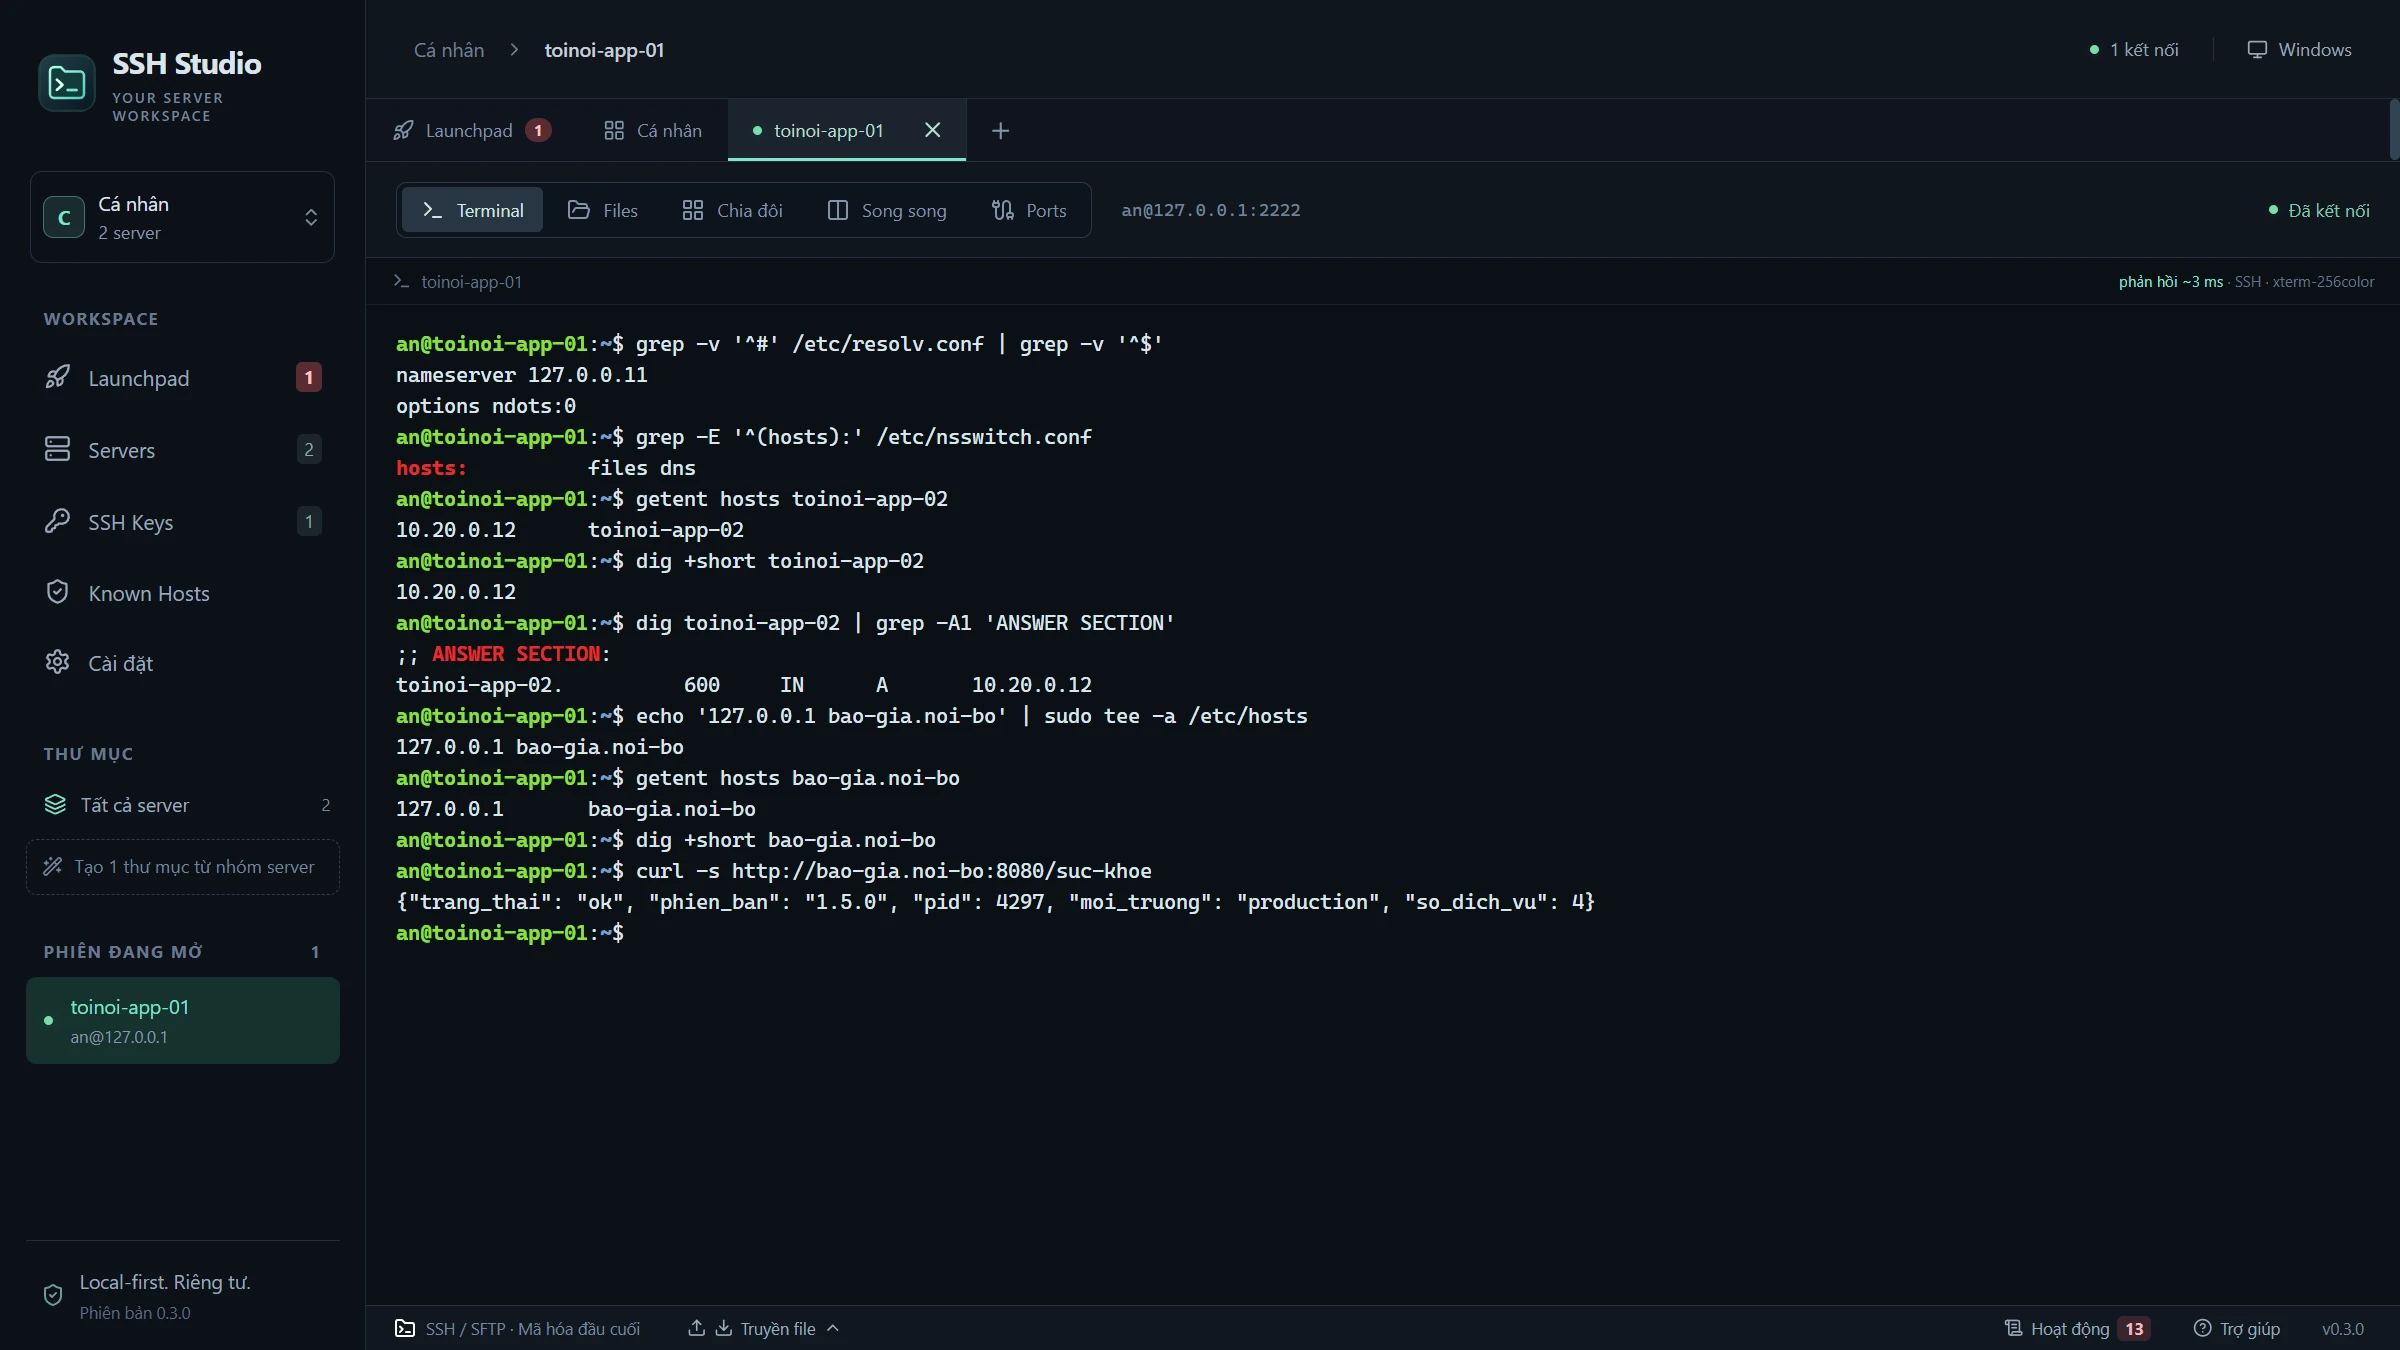 SSH Studio
YOUR SERVER
WORKSPACE
C
Cá nhân
2 server
WORKSPACE
Launchpad 1
Servers 2
SSH Keys 1
Known Hosts
Cài đặt
THƯ MỤC
Tất cả server 2
Tạo 1 thư mục từ nhóm server
PHIÊN ĐANG MỞ 1
toinoi-app-01
an@127.0.0.1
Local-first. Riêng tư.
Phiên bản 0.3.0
Cá nhân > toinoi-app-01
1 kết nối
Windows
Launchpad 1
Cá nhân
toinoi-app-01
Terminal
Files
Chia đôi
Song song
Ports
an@127.0.0.1:2222
Đã kết nối
toinoi-app-01
phản hồi ~3 ms · SSH · xterm-256color
an@toinoi-app-01:~$ grep -v '^#' /etc/resolv.conf | grep -v '^$'
nameserver 127.0.0.11
options ndots:0
an@toinoi-app-01:~$ grep -E '^(hosts):' /etc/nsswitch.conf
hosts:          files dns
an@toinoi-app-01:~$ getent hosts toinoi-app-02
10.20.0.12      toinoi-app-02
an@toinoi-app-01:~$ dig +short toinoi-app-02
10.20.0.12
an@toinoi-app-01:~$ dig toinoi-app-02 | grep -A1 'ANSWER SECTION'
;; ANSWER SECTION:
toinoi-app-02.          600     IN      A       10.20.0.12
an@toinoi-app-01:~$ echo '127.0.0.1 bao-gia.noi-bo' | sudo tee -a /etc/hosts
127.0.0.1 bao-gia.noi-bo
an@toinoi-app-01:~$ getent hosts bao-gia.noi-bo
127.0.0.1       bao-gia.noi-bo
an@toinoi-app-01:~$ dig +short bao-gia.noi-bo
an@toinoi-app-01:~$ curl -s http://bao-gia.noi-bo:8080/suc-khoe
{"trang_thai": "ok", "phien_ban": "1.5.0", "pid": 4297, "moi_truong": "production", "so_dich_vu": 4}
an@toinoi-app-01:~$
SSH / SFTP · Mã hóa đầu cuối
Truyền file
Hoạt động 13
Trợ giúp
v0.3.0